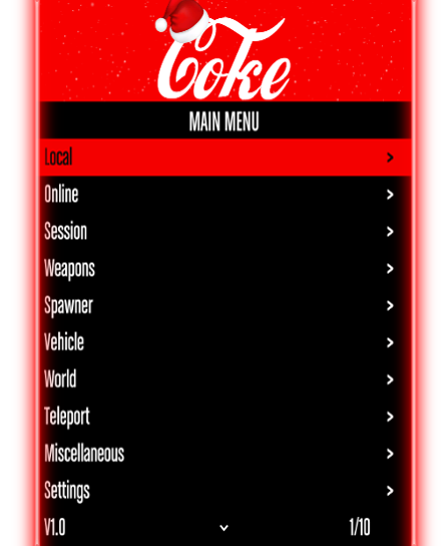 Coke
MAIN MENU
Local >
Online >
Session >
Weapons >
Spawner >
Vehicle >
World >
Teleport >
Miscellaneous >
Settings >
V1.0 1/10